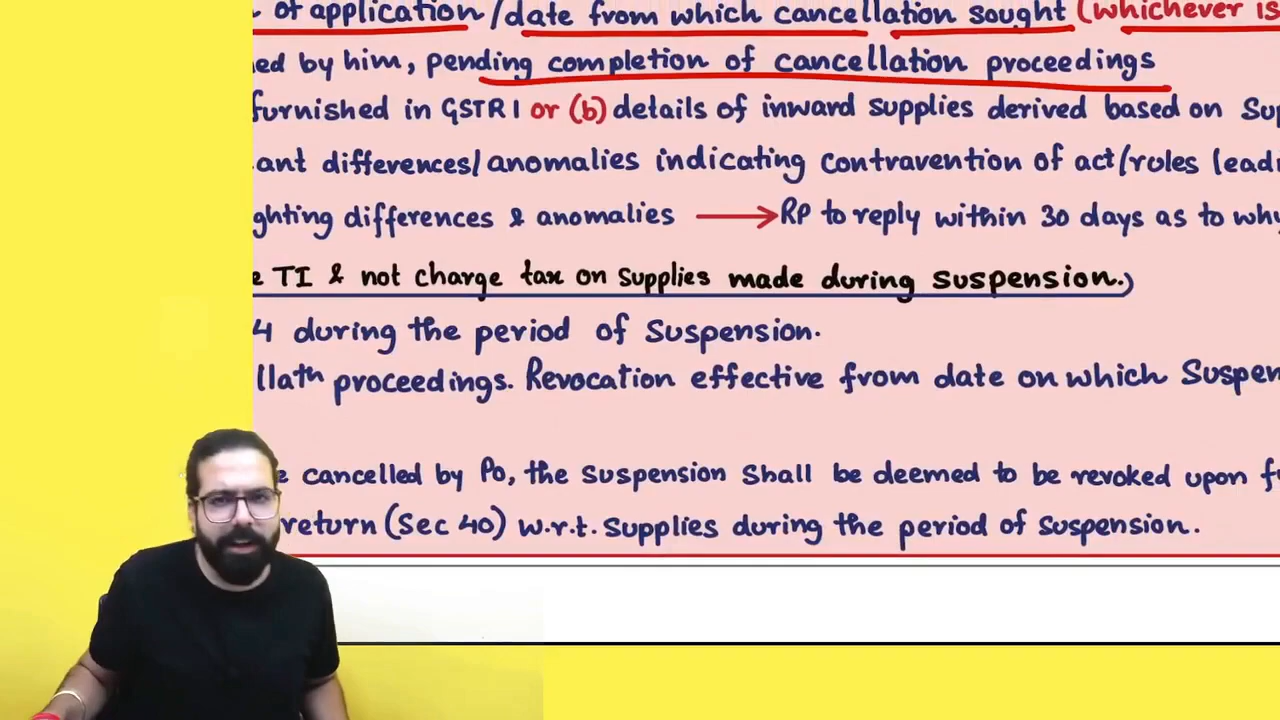 of application/date from which cancellation sought (whichever is
by him, pending completion of cancellation proceedings
furnished in GSTR1 or (b) details of inward supplies derived based on
differences/anomalies indicating contravention of act/rules
differences & anomalies → RP to reply within 30 days as to why
TI & not charge tax on supplies made during suspension.)
4 during the period of suspension.
proceedings. Revocation effective from date on which
cancelled by PO, the suspension shall be deemed to be revoked upon
return (Sec 40) w.r.t. supplies during the period of suspension.